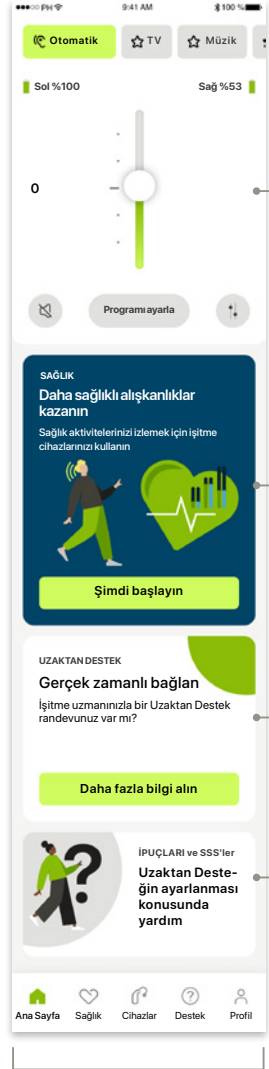 PH 9:41 AM 100 %
Otomatik TV Müzik
Sol %100 Sağ %53
0
Programı ayarla
SAĞLIK
Daha sağlıklı alışkanlıklar
kazanın
Sağlık aktivitelerinizi izlemek için işitme
cihazlarınızı kullanın
Şimdi başlayın
UZAKTAN DESTEK
Gerçek zamanlı bağlan
İşitme uzmanınızla bir Uzaktan Destek
randevunuz var mı?
Daha fazla bilgi alın
İPUÇLARI ve SSS'ler
Uzaktan Deste-
ğin ayarlanması
konusunda
yardım
Ana Sayfa Sağlık Cihazlar Destek Profil